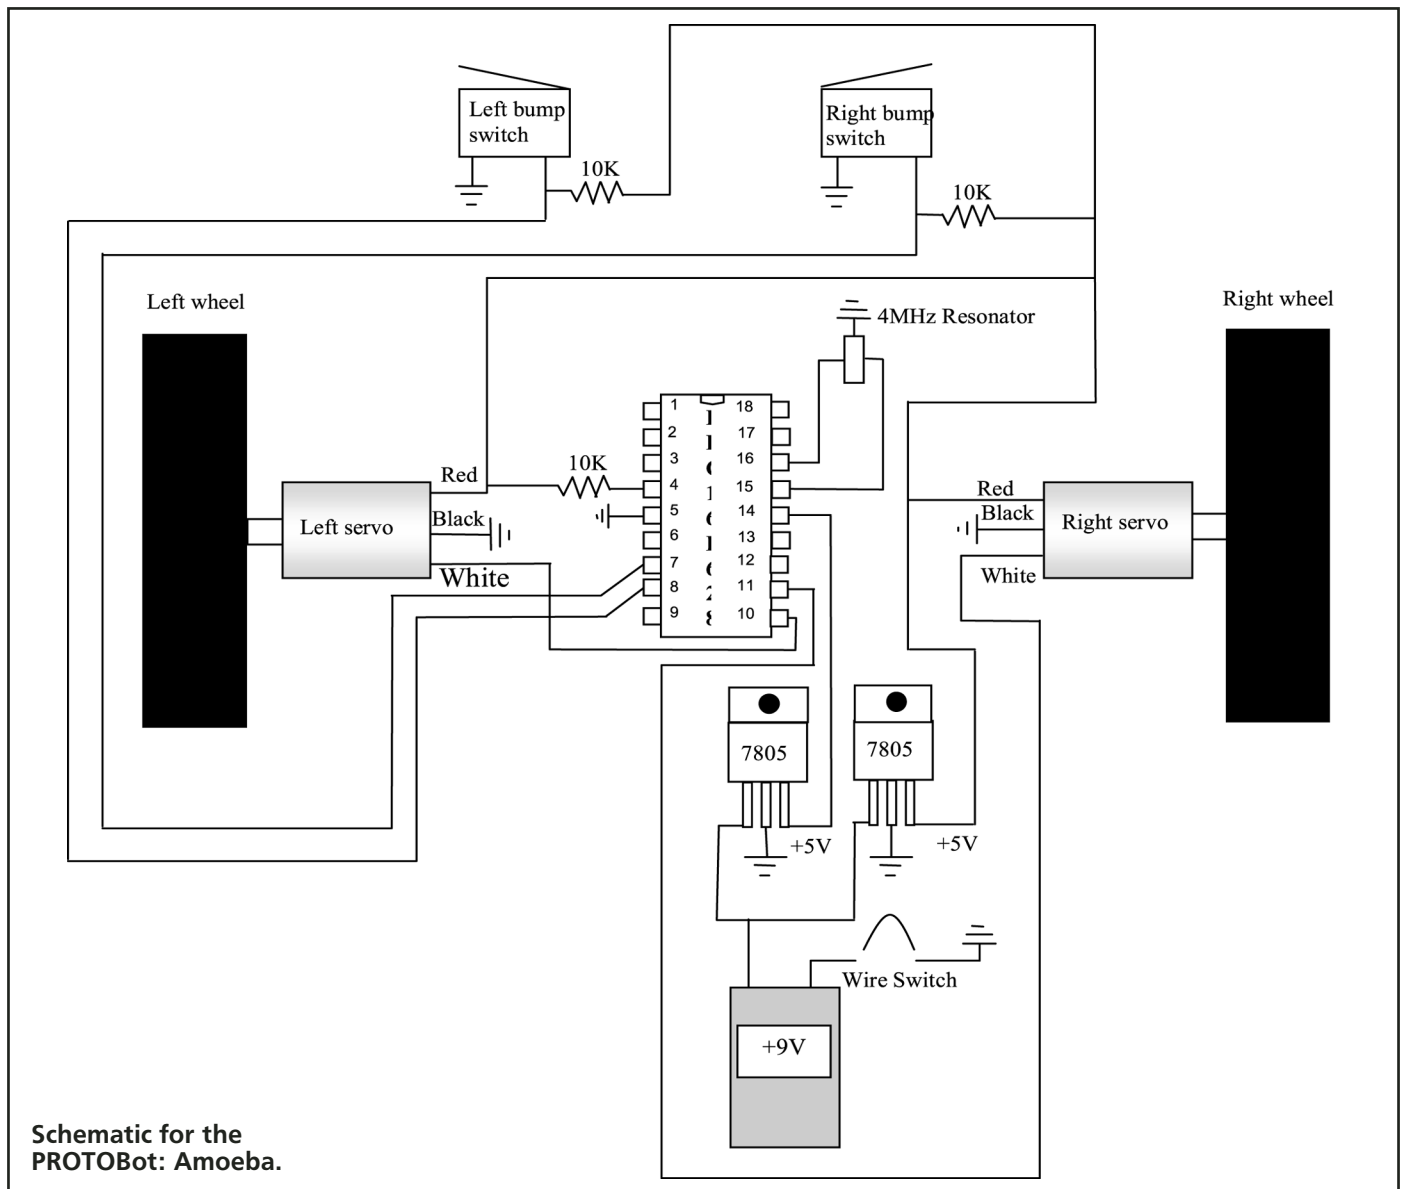 Left bump
switch
Right bump
switch
10K
10K
Left wheel
Right wheel
4MHz Resonator
1 18
2 17
3 16
4 15
5 14
6 13
7 12
8 11
9 10
10K
Red
Black
White
Left servo
Red
Black
White
Right servo
7805
7805
+5V
+5V
Wire Switch
+9V
Schematic for the
PROTOBot: Amoeba.